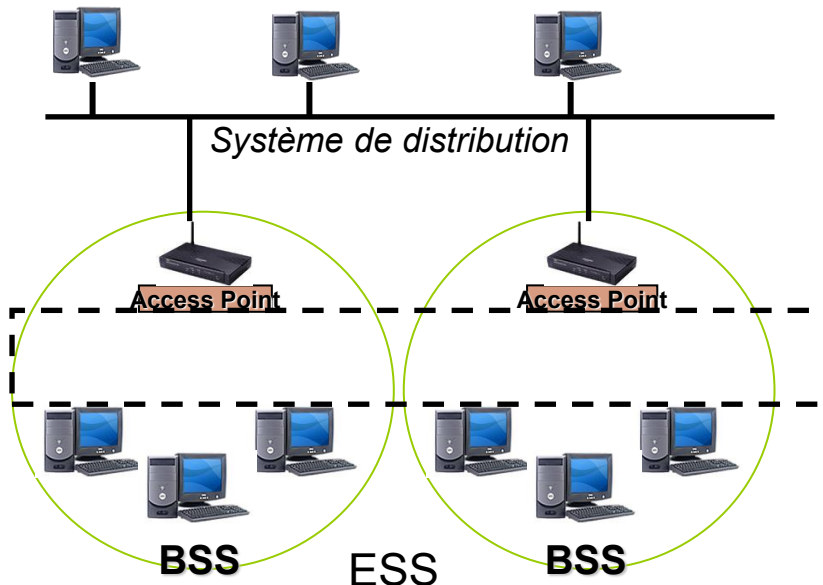 Système de distribution
Access Point
Access Point
BSS
ESS
BSS